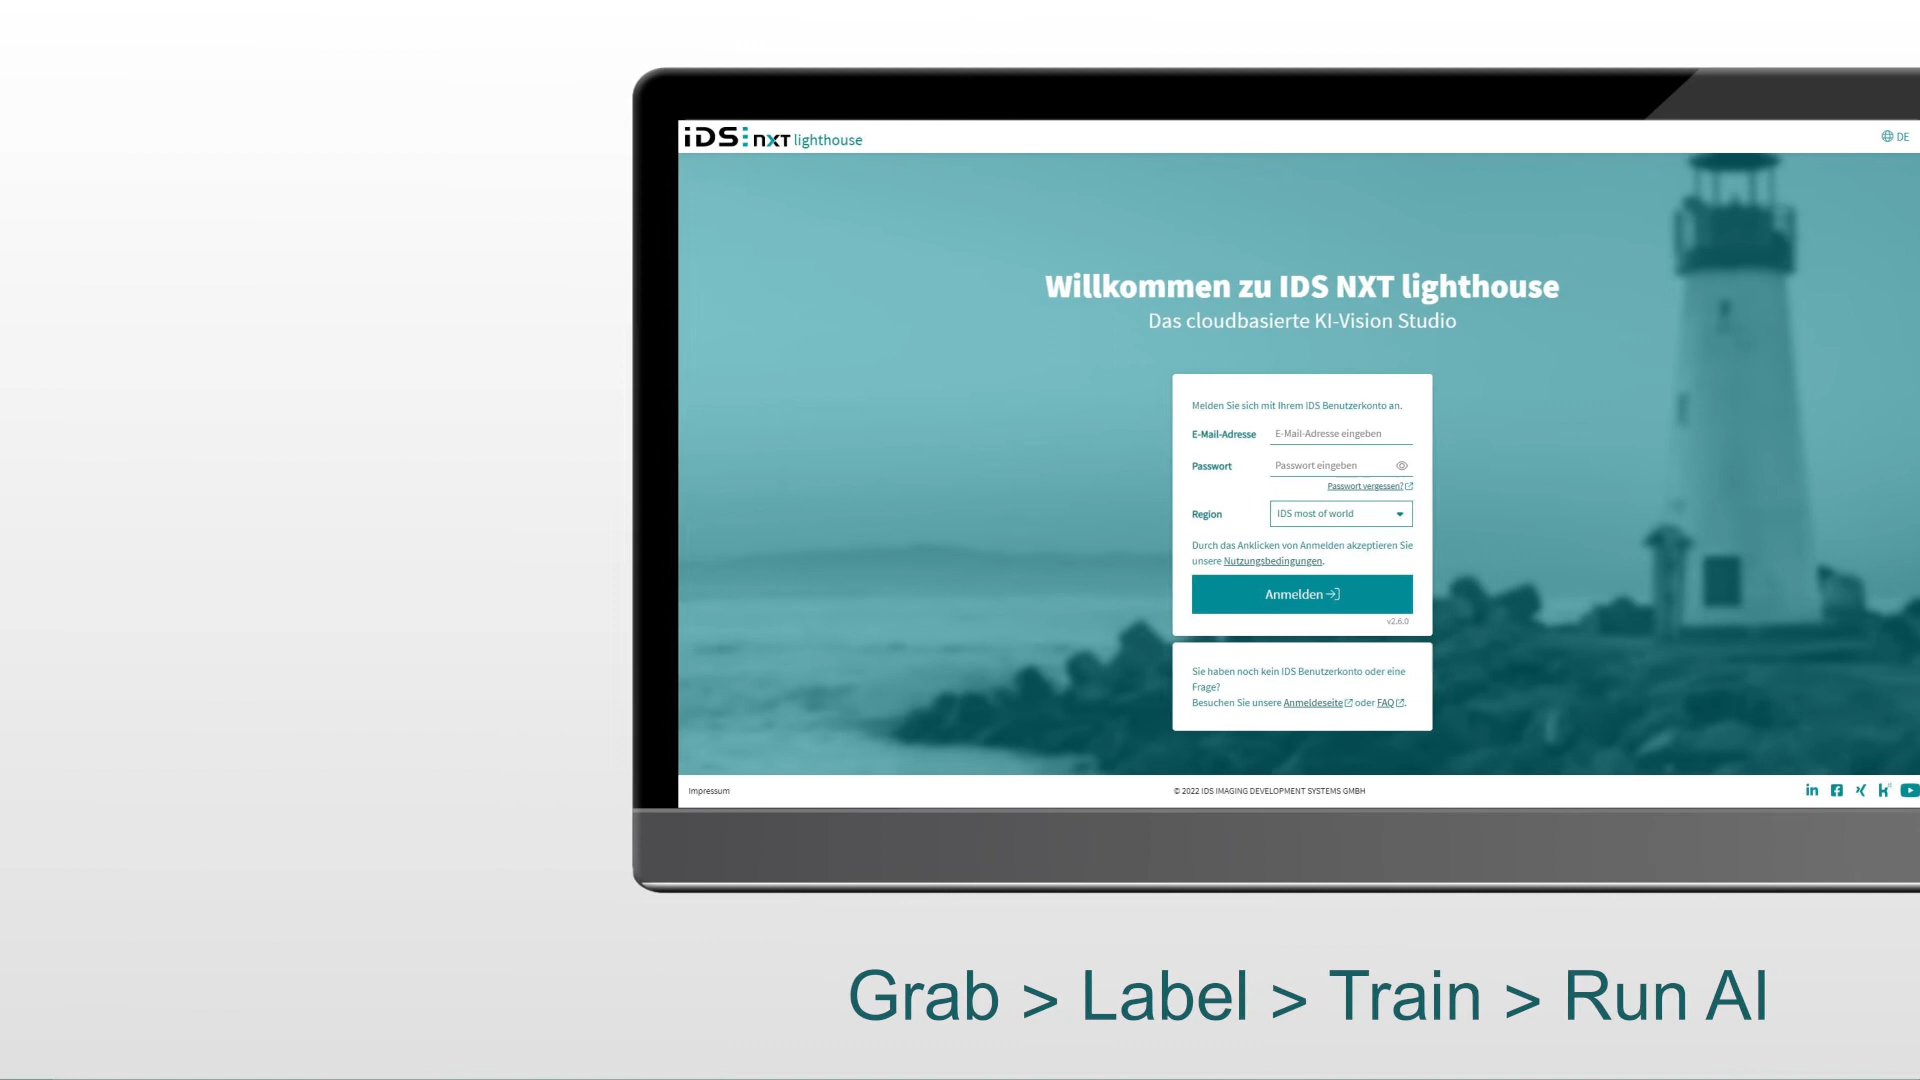 iDS nxt lighthouse
DE
Willkommen zu IDS NXT lighthouse
Das cloudbasierte KI-Vision Studio
Melden Sie sich mit Ihrem IDS Benutzerkonto an.
E-Mail-Adresse E-Mail-Adresse eingeben
Passwort Passwort eingeben
Passwort vergessen?
Region IDS most of world
Durch das Anklicken von Anmelden akzeptieren Sie
unsere Nutzungsbedingungen.
Anmelden
v2.6.0
Sie haben noch kein IDS Benutzerkonto oder eine
Frage?
Besuchen Sie unsere Anmeldeseite oder FAQ.
Impressum
© 2022 IDS IMAGING DEVELOPMENT SYSTEMS GMBH
Grab > Label > Train > Run AI